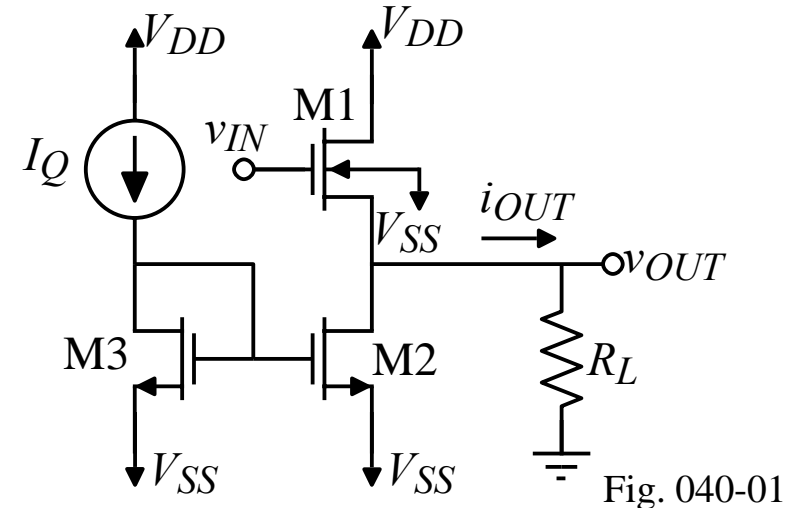 VDD
VDD
M1
vIN
IQ
VSS
iOUT
vOUT
M3
M2
RL
VSS
VSS
Fig. 040-01